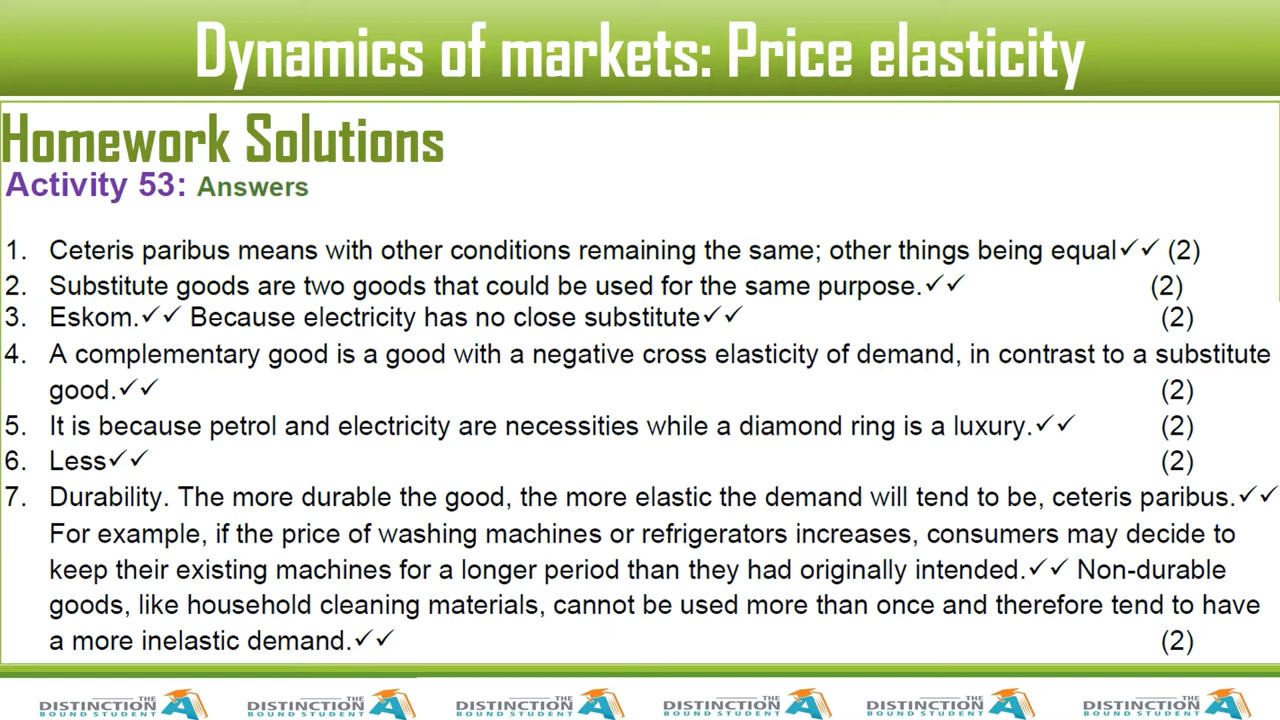 Dynamics of markets: Price elasticity
Homework Solutions
Activity 53: Answers
1. Ceteris paribus means with other conditions remaining the same; other things being equal✓✓ (2)
2. Substitute goods are two goods that could be used for the same purpose.✓✓ (2)
3. Eskom.✓✓ Because electricity has no close substitute✓✓ (2)
4. A complementary good is a good with a negative cross elasticity of demand, in contrast to a substitute
good.✓✓ (2)
5. It is because petrol and electricity are necessities while a diamond ring is a luxury.✓✓ (2)
6. Less✓✓ (2)
7. Durability. The more durable the good, the more elastic the demand will tend to be, ceteris paribus.✓✓
For example, if the price of washing machines or refrigerators increases, consumers may decide to
keep their existing machines for a longer period than they had originally intended.✓✓ Non-durable
goods, like household cleaning materials, cannot be used more than once and therefore tend to have
a more inelastic demand.✓✓ (2)
THE THE THE THE THE THE
DISTINCTION DISTINCTION DISTINCTION DISTINCTION DISTINCTION DISTINCTION
BOUND STUDENT BOUND STUDENT BOUND STUDENT BOUND STUDENT BOUND STUDENT BOUND STUDENT